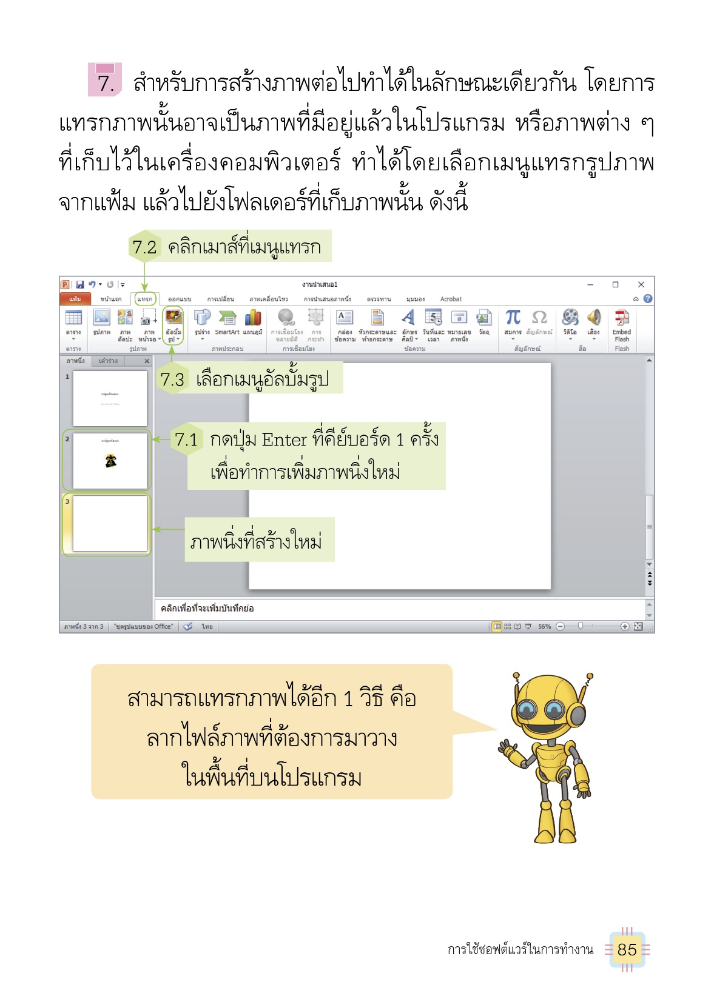 7. สำหรับการสร้างภาพต่อไปทำได้ในลักษณะเดียวกัน โดยการ
แทรกภาพนั้นอาจเป็นภาพที่มีอยู่แล้วในโปรแกรม หรือภาพต่าง ๆ
ที่เก็บไว้ในเครื่องคอมพิวเตอร์ ทำได้โดยเลือกเมนูแทรกรูปภาพ
จากแฟ้ม แล้วไปยังโฟลเดอร์ที่เก็บภาพนั้น ดังนี้
7.2 คลิกเมาส์ที่เมนูแทรก
งานนำเสนอ1
แฟ้ม หน้าแรก แทรก ออกแบบ การเปลี่ยน ภาพเคลื่อนไหว การนำเสนอภาพนิ่ง ตรวจทาน มุมมอง Acrobat
ตาราง รูปภาพ ภาพ ภาพ อัลบั้ม รูปร่าง SmartArt แผนภูมิ การเชื่อมโยง การ กล่อง หัวกระดาษและ อักษร วันที่และ หมายเลข วัตถุ สมการ สัญลักษณ์ วิดีโอ เสียง Embed
ตัดปะ หน้าจอ รูป หลายมิติ กระทำ ข้อความ ท้ายกระดาษ ศิลป์ เวลา ภาพนิ่ง Flash
ตาราง รูปภาพ ภาพประกอบ การเชื่อมโยง ข้อความ สัญลักษณ์ สื่อ Flash
ภาพนิ่ง เค้าร่าง
1
7.3 เลือกเมนูอัลบั้มรูป
2
7.1 กดปุ่ม Enter ที่คีย์บอร์ด 1 ครั้ง
เพื่อทำการเพิ่มภาพนิ่งใหม่
3
ภาพนิ่งที่สร้างใหม่
คลิกเพื่อที่จะเพิ่มบันทึกย่อ
ภาพนิ่ง 3 จาก 3 "ชุดรูปแบบของ Office" ไทย 56%
สามารถแทรกภาพได้อีก 1 วิธี คือ
ลากไฟล์ภาพที่ต้องการมาวาง
ในพื้นที่บนโปรแกรม
การใช้ซอฟต์แวร์ในการทำงาน 85